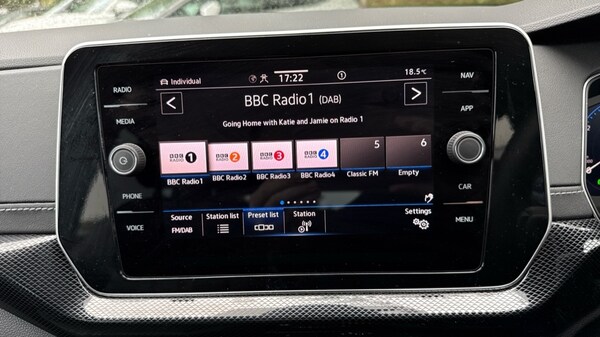 RADIO
MEDIA
PHONE
VOICE
Individual
17:22
18.5°C
BBC Radio1 (DAB)
Going Home with Katie and Jamie on Radio 1
BBC RADIO 1
BBC RADIO 2
BBC RADIO 3
BBC RADIO 4
5
6
BBC Radio1
BBC Radio2
BBC Radio3
BBC Radio4
Classic FM
Empty
Source
FM/DAB
Station list
Preset list
Station
Settings
NAV
APP
CAR
MENU